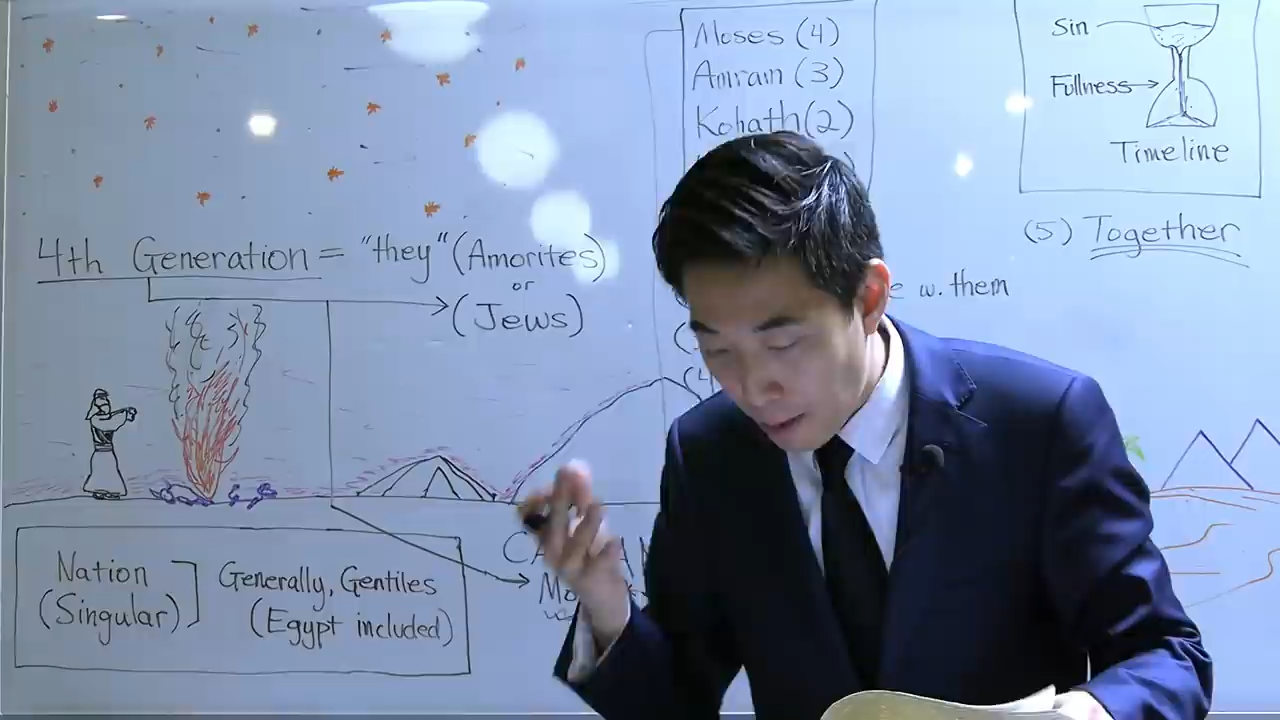 Moses (4)
Amram (3)
Kohath (2)
Sin
Fullness
Timeline
(5) Together
w. them
4th Generation = "they" (Amorites)
or
(Jews)
Nation
(Singular)
Generally, Gentiles
(Egypt included)